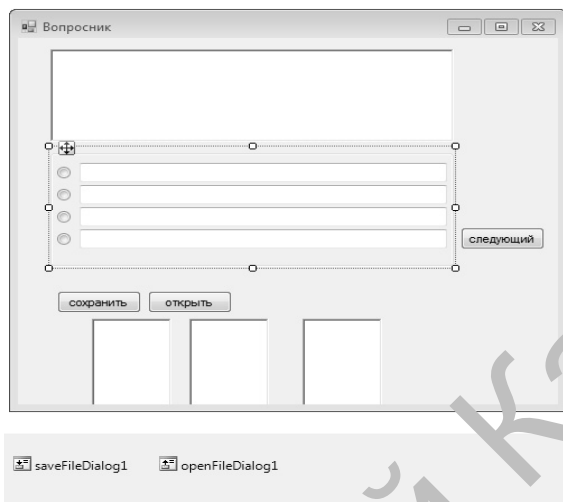 Вопросник
следующий
сохранить
открыть
saveFileDialog1
openFileDialog1